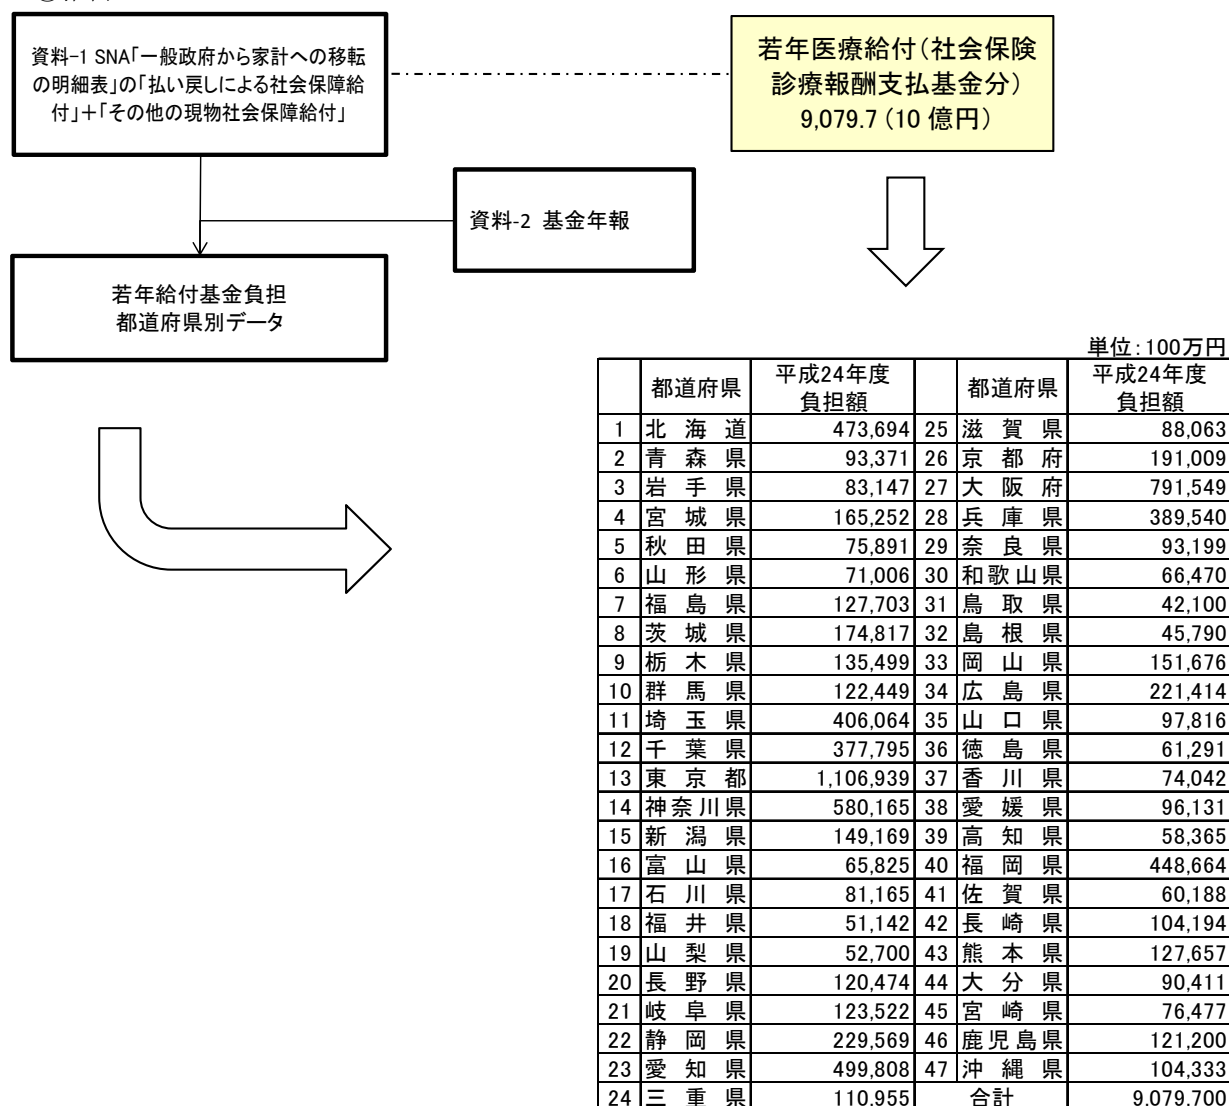 資料-1 SNA「一般政府から家計への移転
の明細表」の「払い戻しによる社会保障給
付」+「その他の現物社会保障給付」
若年医療給付(社会保険
診療報酬支払基金分)
9,079.7(10 億円)
資料-2 基金年報
若年給付基金負担
都道府県別データ
単位:100万円
都道府県 平成24年度 都道府県 平成24年度
負担額 負担額
1 北海道 473,694 25 滋賀県 88,063
2 青森県 93,371 26 京都府 191,009
3 岩手県 83,147 27 大阪府 791,549
4 宮城県 165,252 28 兵庫県 389,540
5 秋田県 75,891 29 奈良県 93,199
6 山形県 71,006 30 和歌山県 66,470
7 福島県 127,703 31 鳥取県 42,100
8 茨城県 174,817 32 島根県 45,790
9 栃木県 135,499 33 岡山県 151,676
10 群馬県 122,449 34 広島県 221,414
11 埼玉県 406,064 35 山口県 97,816
12 千葉県 377,795 36 徳島県 61,291
13 東京都 1,106,939 37 香川県 74,042
14 神奈川県 580,165 38 愛媛県 96,131
15 新潟県 149,169 39 高知県 58,365
16 富山県 65,825 40 福岡県 448,664
17 石川県 81,165 41 佐賀県 60,188
18 福井県 51,142 42 長崎県 104,194
19 山梨県 52,700 43 熊本県 127,657
20 長野県 120,474 44 大分県 90,411
21 岐阜県 123,522 45 宮崎県 76,477
22 静岡県 229,569 46 鹿児島県 121,200
23 愛知県 499,808 47 沖縄県 104,333
24 三重県 110,955 合計 9,079,700